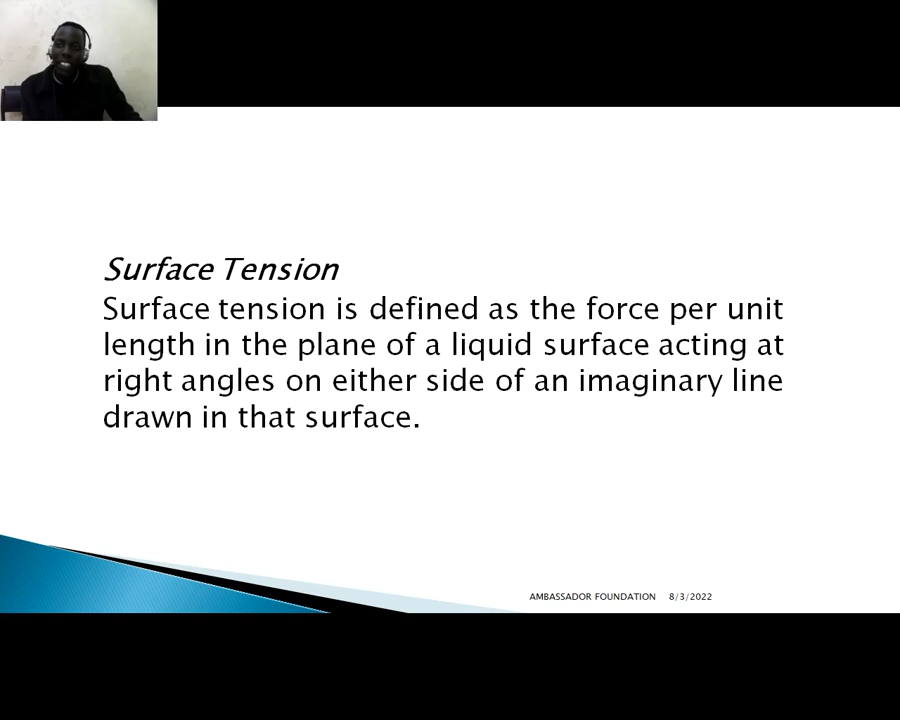 Surface Tension
Surface tension is defined as the force per unit
length in the plane of a liquid surface acting at
right angles on either side of an imaginary line
drawn in that surface.
AMBASSADOR FOUNDATION 8/3/2022